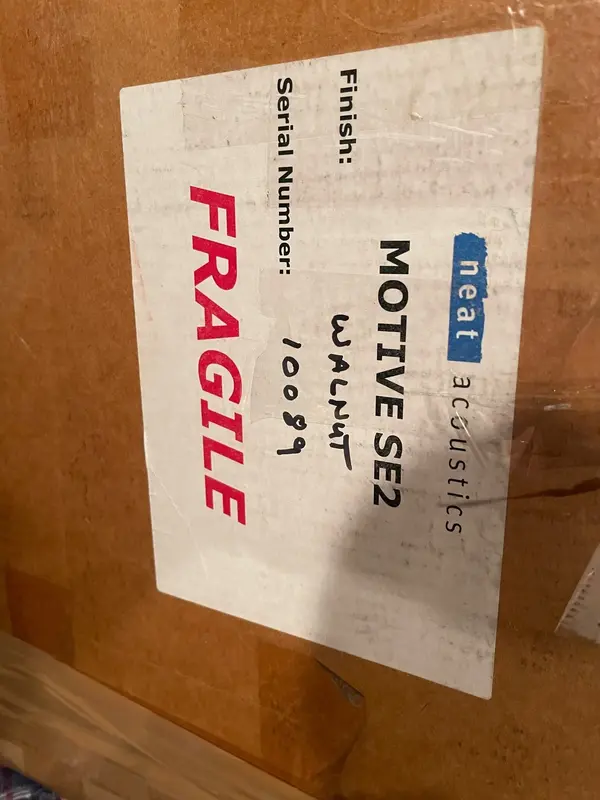 neat acoustics
MOTIVE SE2
Finish: WALNUT
Serial Number: 10089
FRAGILE